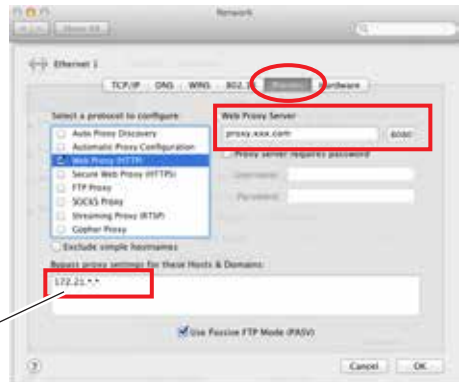 Network
Show All
Ethernet 1
TCP/IP DNS WINS 802.1X Proxies Hardware
Select a protocol to configure:
Web Proxy Server
Auto Proxy Discovery
proxy.xxx.com : 8080
Automatic Proxy Configuration
Web Proxy (HTTP)
Proxy server requires password
Secure Web Proxy (HTTPS)
Username:
FTP Proxy
Password:
SOCKS Proxy
Streaming Proxy (RTSP)
Gopher Proxy
Exclude simple hostnames
Bypass proxy settings for these Hosts & Domains:
172.21.*.*
Use Passive FTP Mode (PASV)
?
Cancel OK